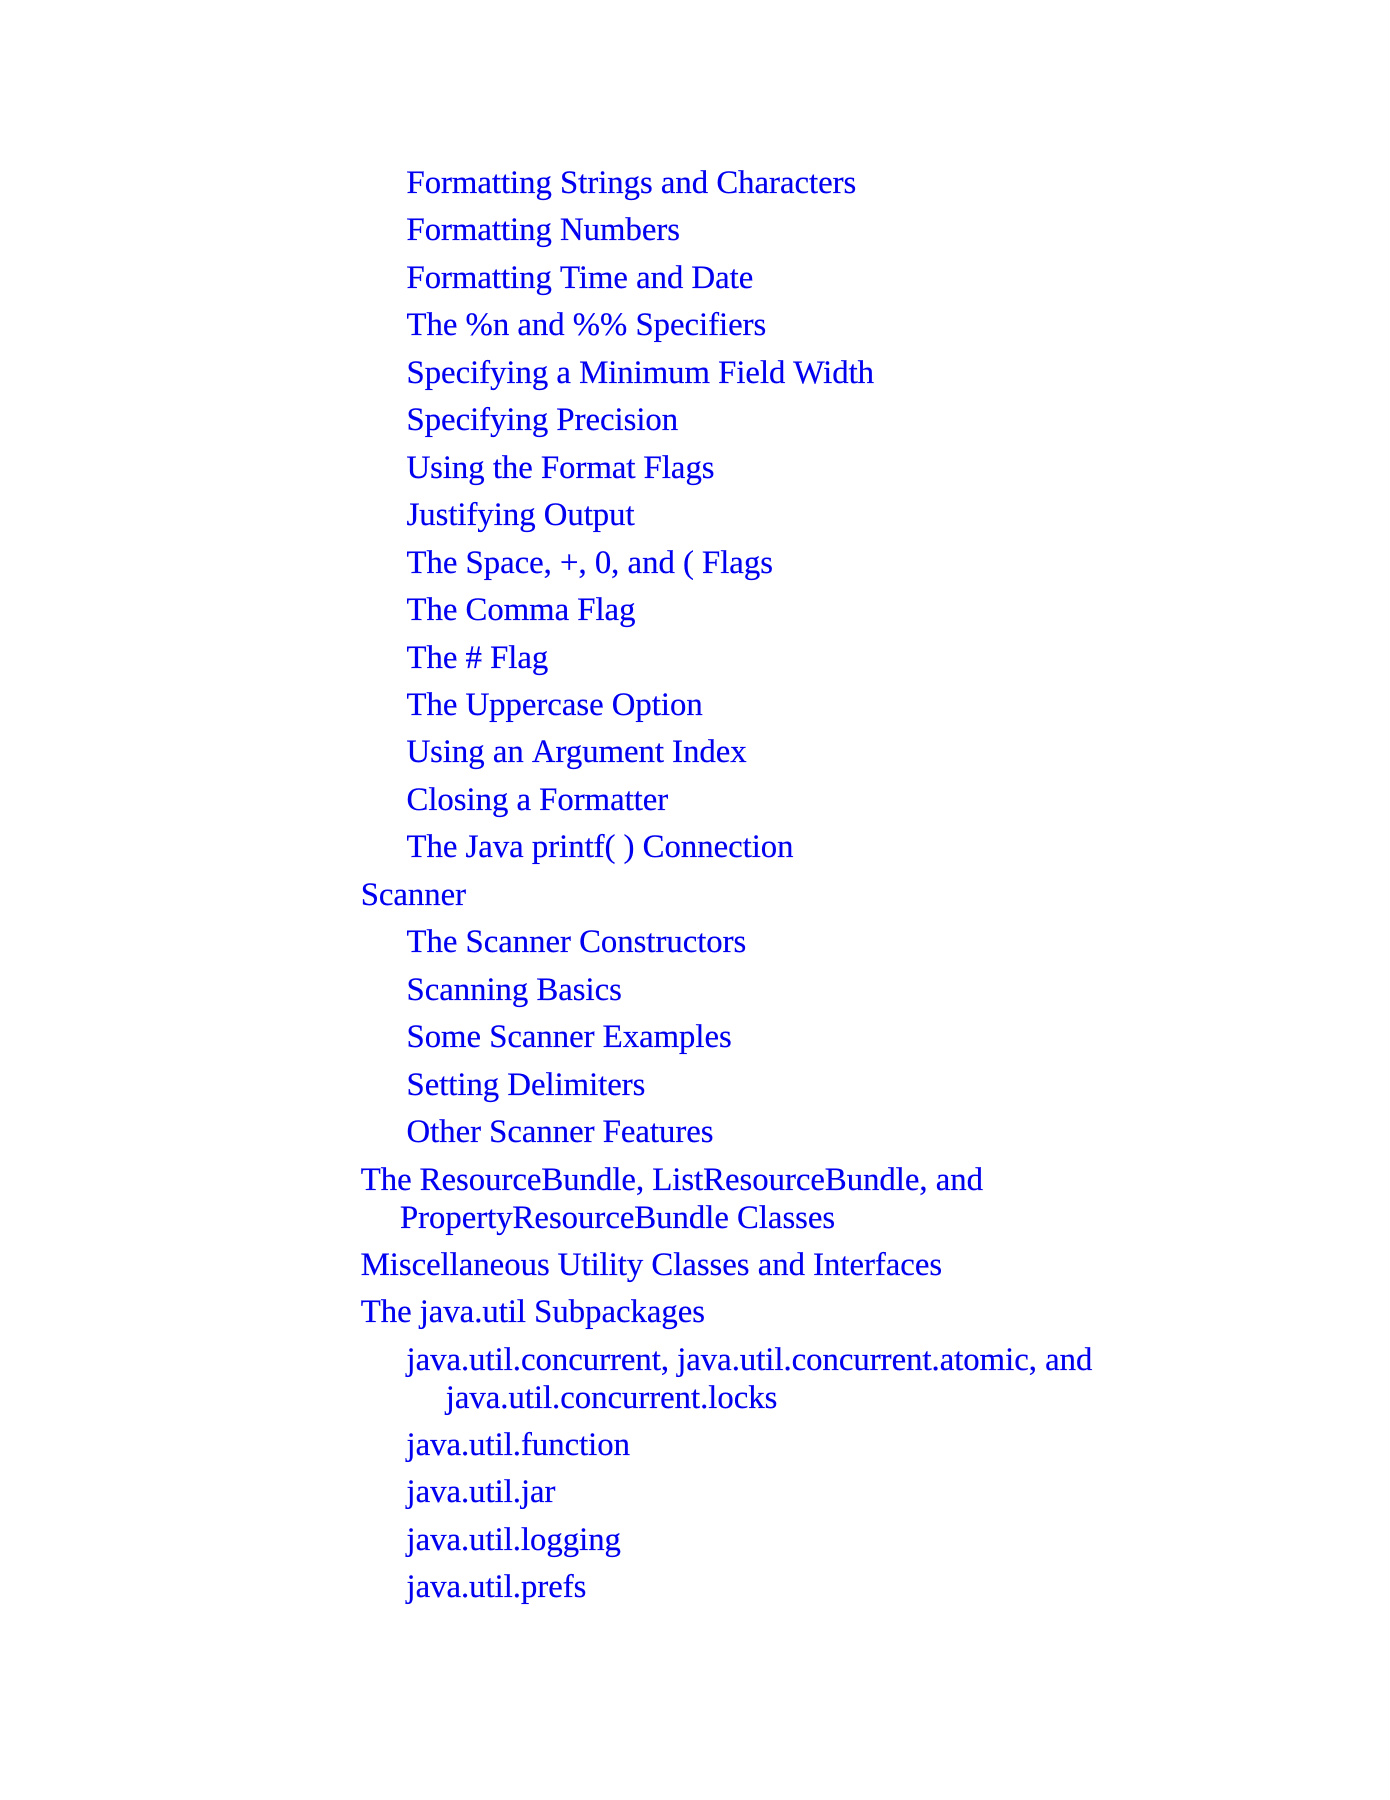 Formatting Strings and Characters
Formatting Numbers
Formatting Time and Date
The %n and %% Specifiers
Specifying a Minimum Field Width
Specifying Precision
Using the Format Flags
Justifying Output
The Space, +, 0, and ( Flags
The Comma Flag
The # Flag
The Uppercase Option
Using an Argument Index
Closing a Formatter
The Java printf( ) Connection
Scanner
The Scanner Constructors
Scanning Basics
Some Scanner Examples
Setting Delimiters
Other Scanner Features
The ResourceBundle, ListResourceBundle, and
PropertyResourceBundle Classes
Miscellaneous Utility Classes and Interfaces
The java.util Subpackages
java.util.concurrent, java.util.concurrent.atomic, and
java.util.concurrent.locks
java.util.function
java.util.jar
java.util.logging
java.util.prefs